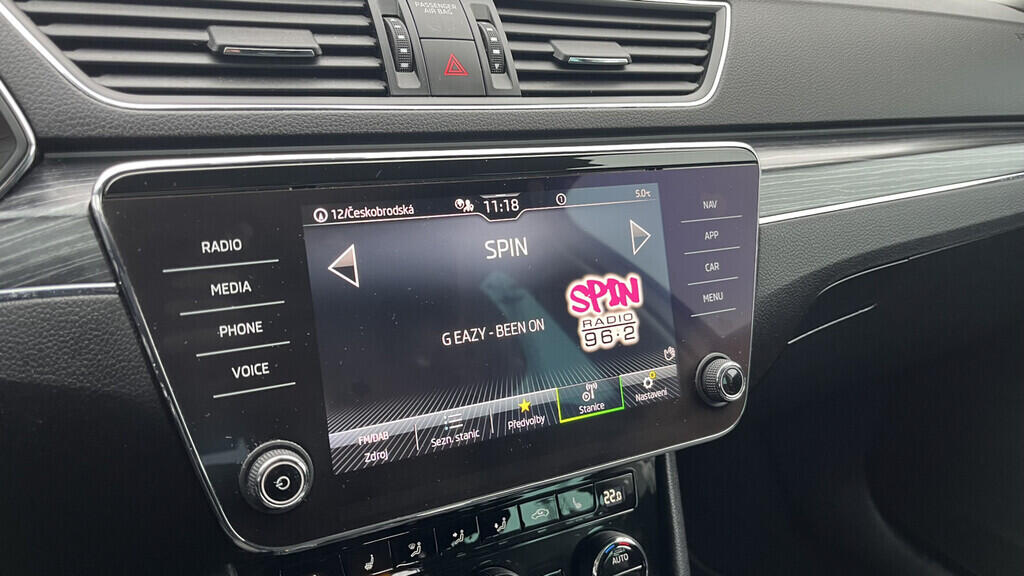 PASSENGER
AIR BAG
12/Českobrodská
11:18
5.0°C
RADIO
MEDIA
PHONE
VOICE
SPIN
G EAZY - BEEN ON
SPIN
RADIO
96·2
FM/DAB
Zdroj
Sezn. stanic
Předvolby
Stanice
Nastavení
NAV
APP
CAR
MENU
22.5
AUTO